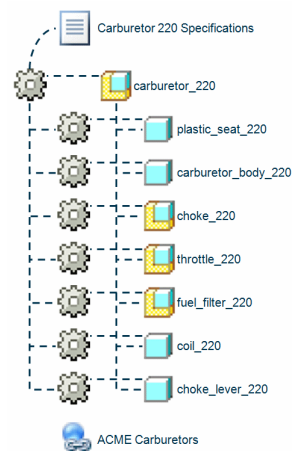 Carburetor 220 Specifications
carburetor_220
plastic_seat_220
carburetor_body_220
choke_220
throttle_220
fuel_filter_220
coil_220
choke_lever_220
ACME Carburetors